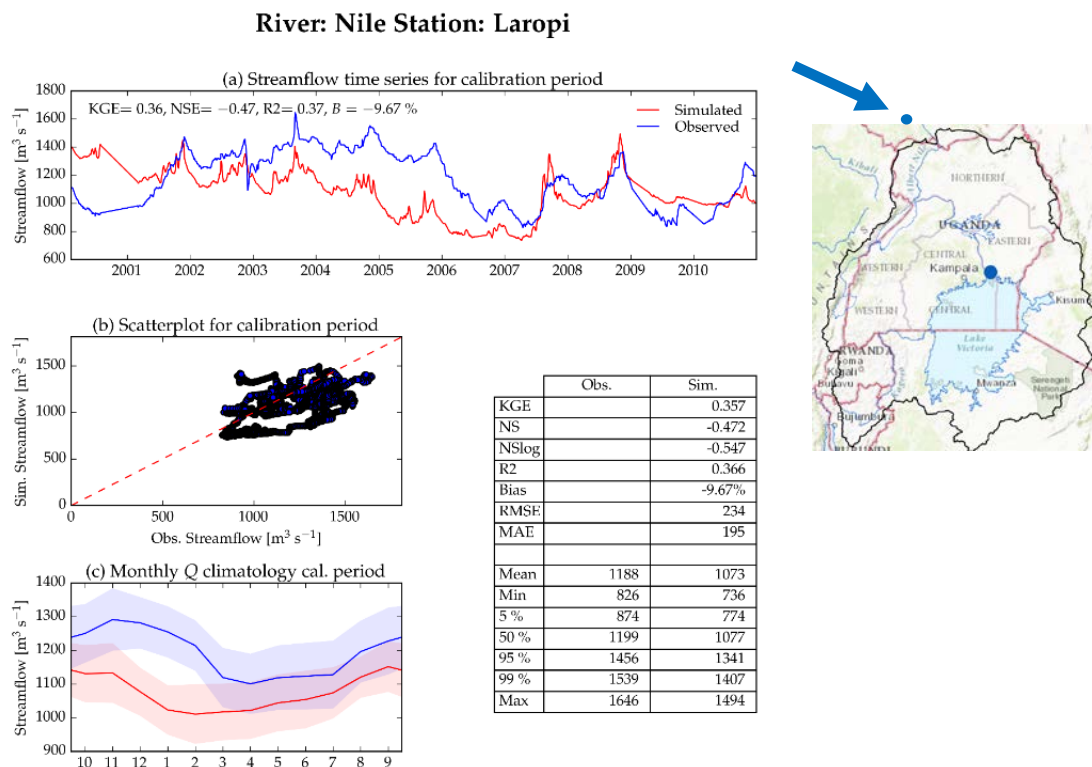 River: Nile Station: Laropi
(a) Streamflow time series for calibration period
KGE= 0.36, NSE= −0.47, R2= 0.37, B = −9.67 %
Simulated
Observed
Streamflow [m³ s⁻¹]
1800
1600
1400
1200
1000
800
600
2001 2002 2003 2004 2005 2006 2007 2008 2009 2010
(b) Scatterplot for calibration period
Sim. Streamflow [m³ s⁻¹]
1500
1000
500
0
0 500 1000 1500
Obs. Streamflow [m³ s⁻¹]
(c) Monthly Q climatology cal. period
Streamflow [m³ s⁻¹]
1400
1300
1200
1100
1000
900
10 11 12 1 2 3 4 5 6 7 8 9
Obs. Sim.
KGE 0.357
NS -0.472
NSlog -0.547
R2 0.366
Bias -9.67%
RMSE 234
MAE 195
Mean 1188 1073
Min 826 736
5 % 874 774
50 % 1199 1077
95 % 1456 1341
99 % 1539 1407
Max 1646 1494
Kibali
Albert Nile
NORTHERN
UGANDA
EASTERN
CENTRAL
WESTERN
Kampala
WESTERN
CENTRAL
Kisum
Lake
Victoria
RWANDA
Goma
Kigali
Bukavu
Mwanza
Serengeti
National
Park
Bujumbura